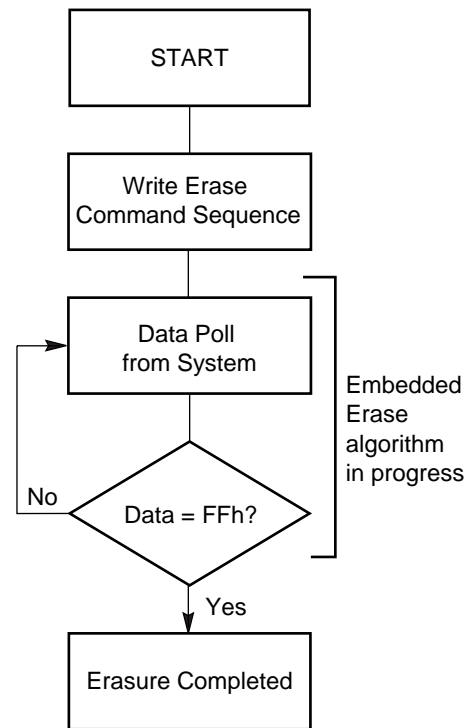 START
Write Erase
Command Sequence
Data Poll
from System
Embedded
Erase
algorithm
in progress
No
Data = FFh?
Yes
Erasure Completed